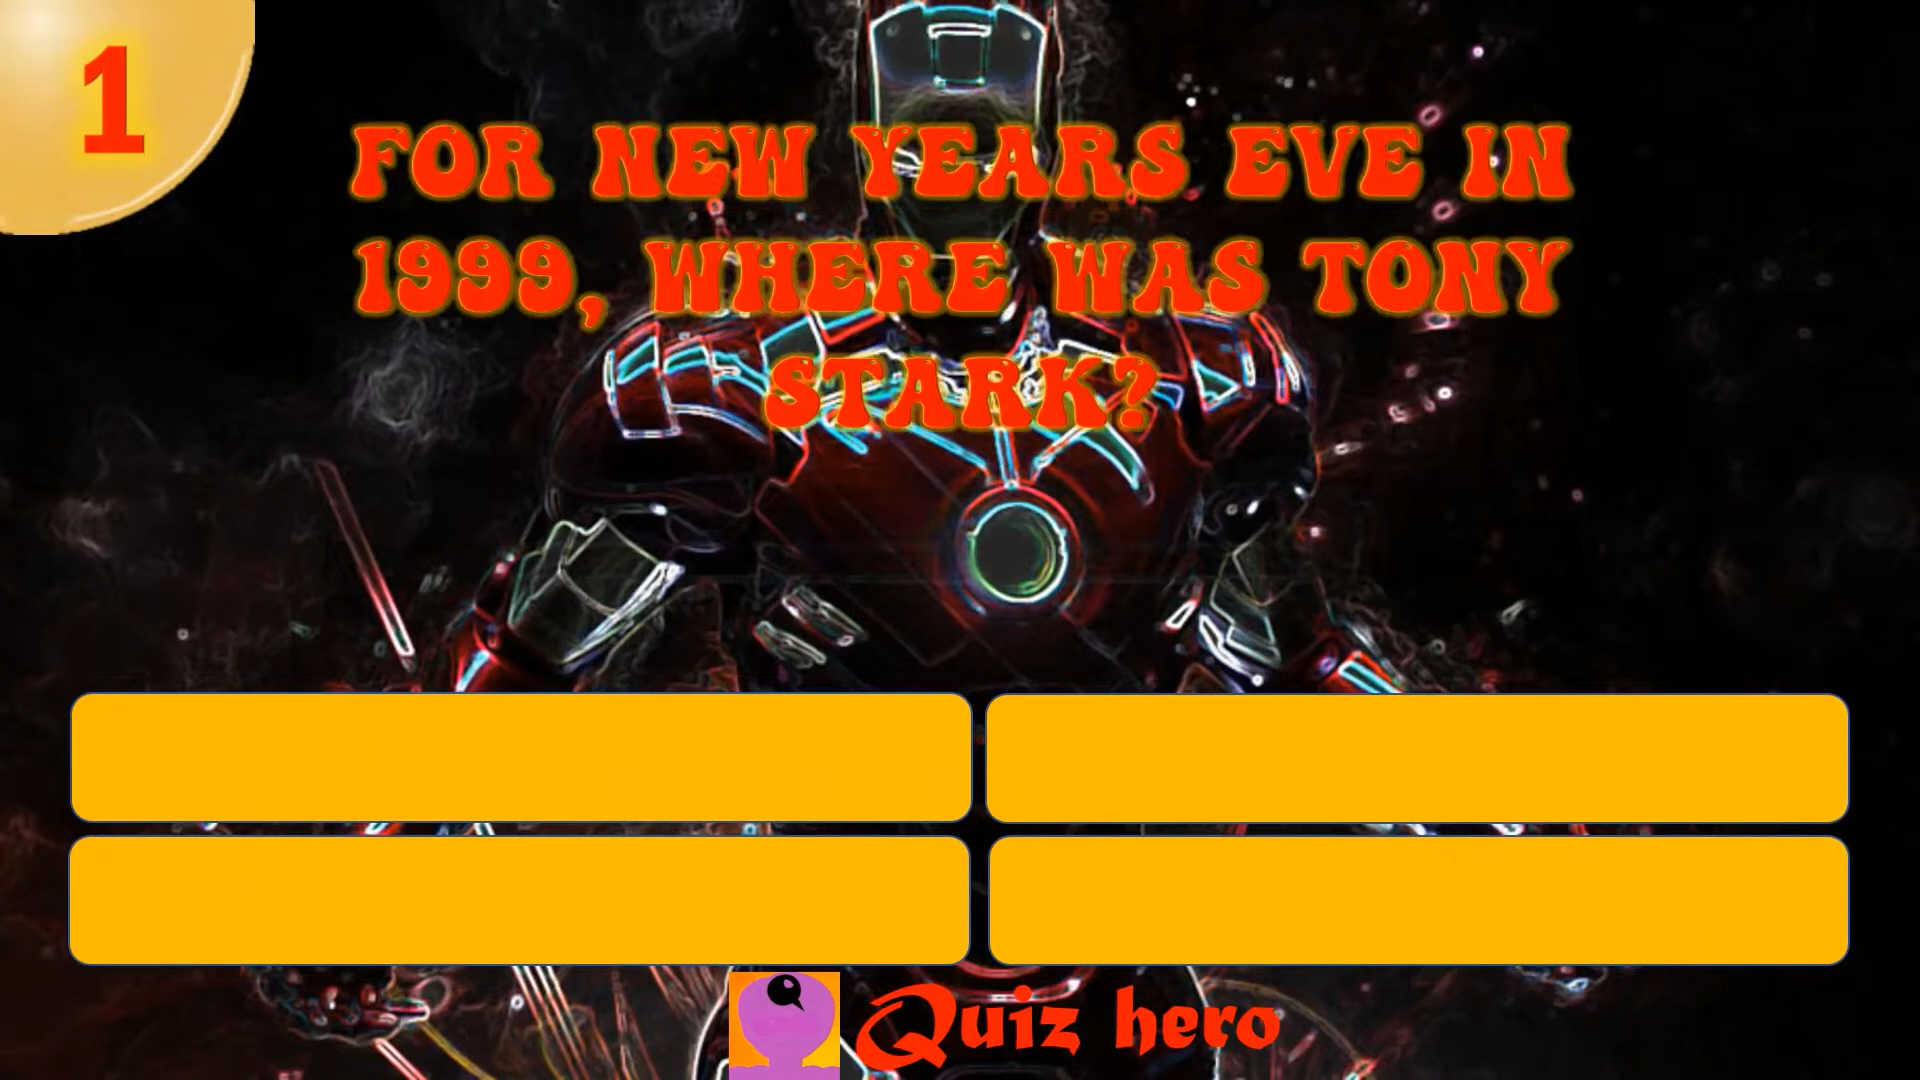 1
FOR NEW YEARS EVE IN
1999, WHERE WAS TONY
STARK?
Quiz hero